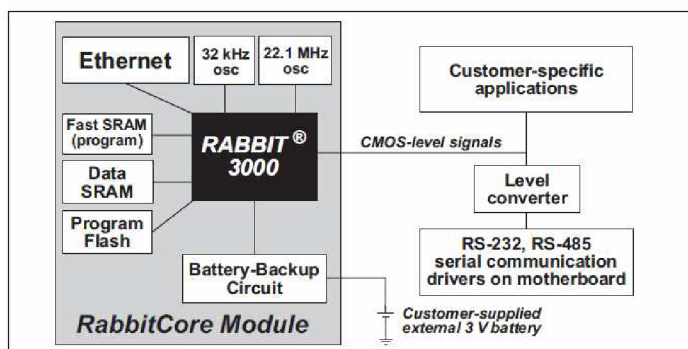 Ethernet
32 kHz
osc
22.1 MHz
osc
Customer-specific
applications
Fast SRAM
(program)
RABBIT ®
3000
CMOS-level signals
Data
SRAM
Level
converter
Program
Flash
RS-232, RS-485
serial communication
drivers on motherboard
Battery-Backup
Circuit
Customer-supplied
external 3 V battery
RabbitCore Module